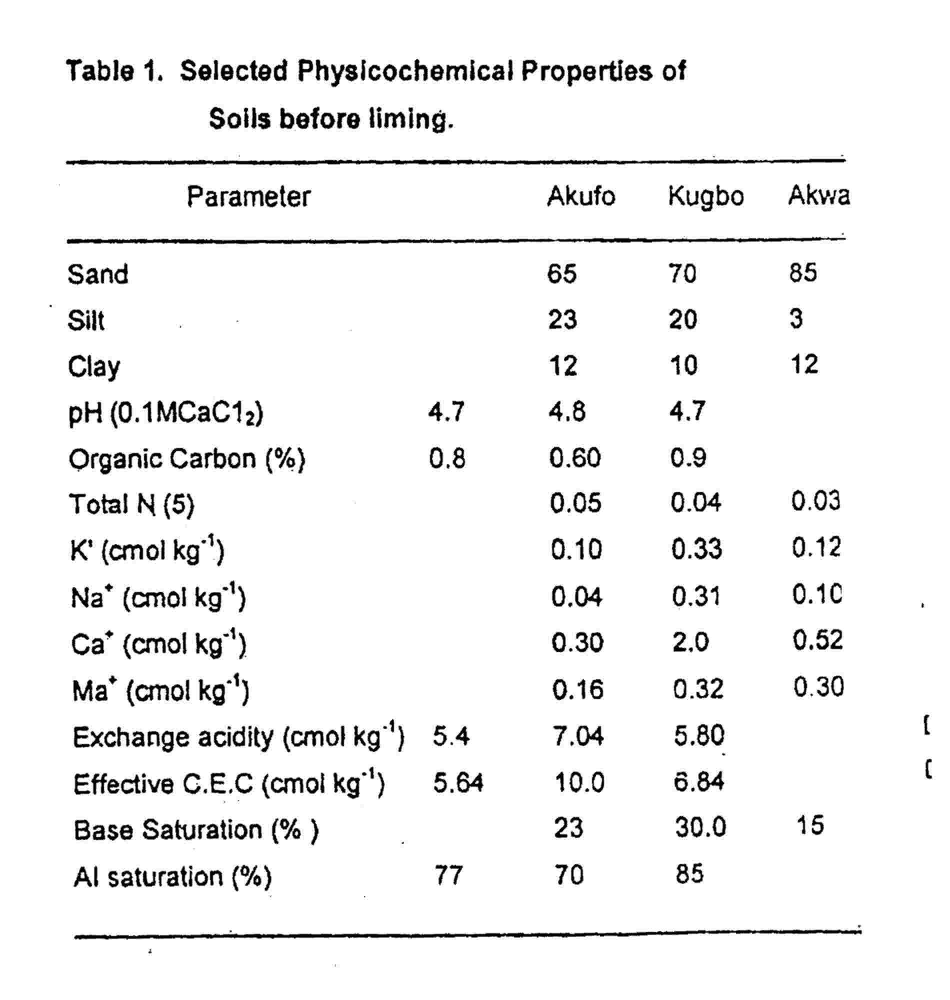 Table 1. Selected Physicochemical Properties of
Soils before liming.
Parameter Akufo Kugbo Akwa
Sand 65 70 85
Silt 23 20 3
Clay 12 10 12
pH (0.1MCaC1₂) 4.7 4.8 4.7
Organic Carbon (%) 0.8 0.60 0.9
Total N (5) 0.05 0.04 0.03
K' (cmol kg⁻¹) 0.10 0.33 0.12
Na⁺ (cmol kg⁻¹) 0.04 0.31 0.10
Ca⁺ (cmol kg⁻¹) 0.30 2.0 0.52
Ma⁺ (cmol kg⁻¹) 0.16 0.32 0.30
Exchange acidity (cmol kg⁻¹) 5.4 7.04 5.80
Effective C.E.C (cmol kg⁻¹) 5.64 10.0 6.84
Base Saturation (% ) 23 30.0 15
Al saturation (%) 77 70 85